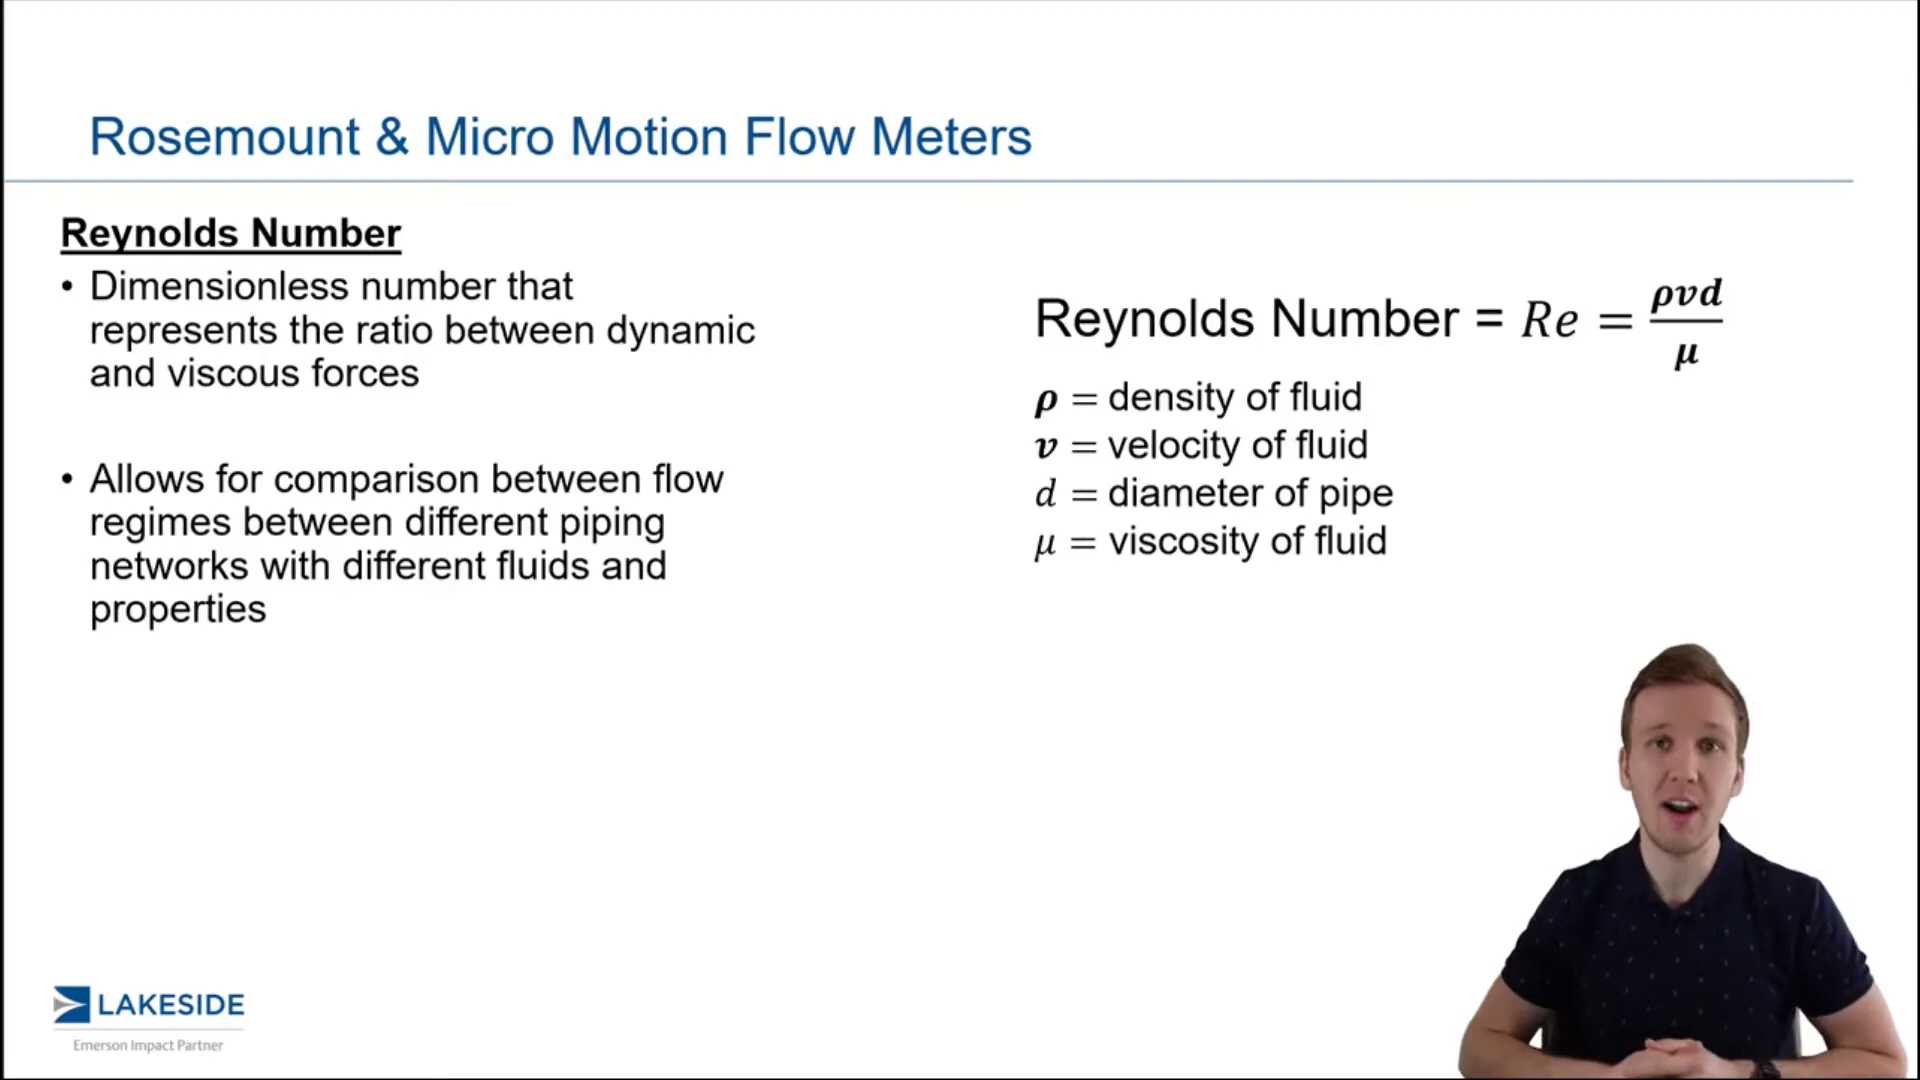 Rosemount & Micro Motion Flow Meters
Reynolds Number
• Dimensionless number that
represents the ratio between dynamic
and viscous forces
• Allows for comparison between flow
regimes between different piping
networks with different fluids and
properties
Reynolds Number = Re = ρvd/μ
ρ = density of fluid
v = velocity of fluid
d = diameter of pipe
μ = viscosity of fluid
LAKESIDE
Emerson Impact Partner